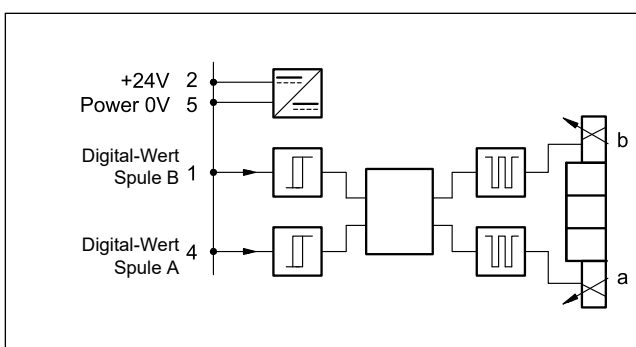 +24V 2
Power 0V 5
Digital-Wert
Spule B 1
Digital-Wert
Spule A 4
b
a